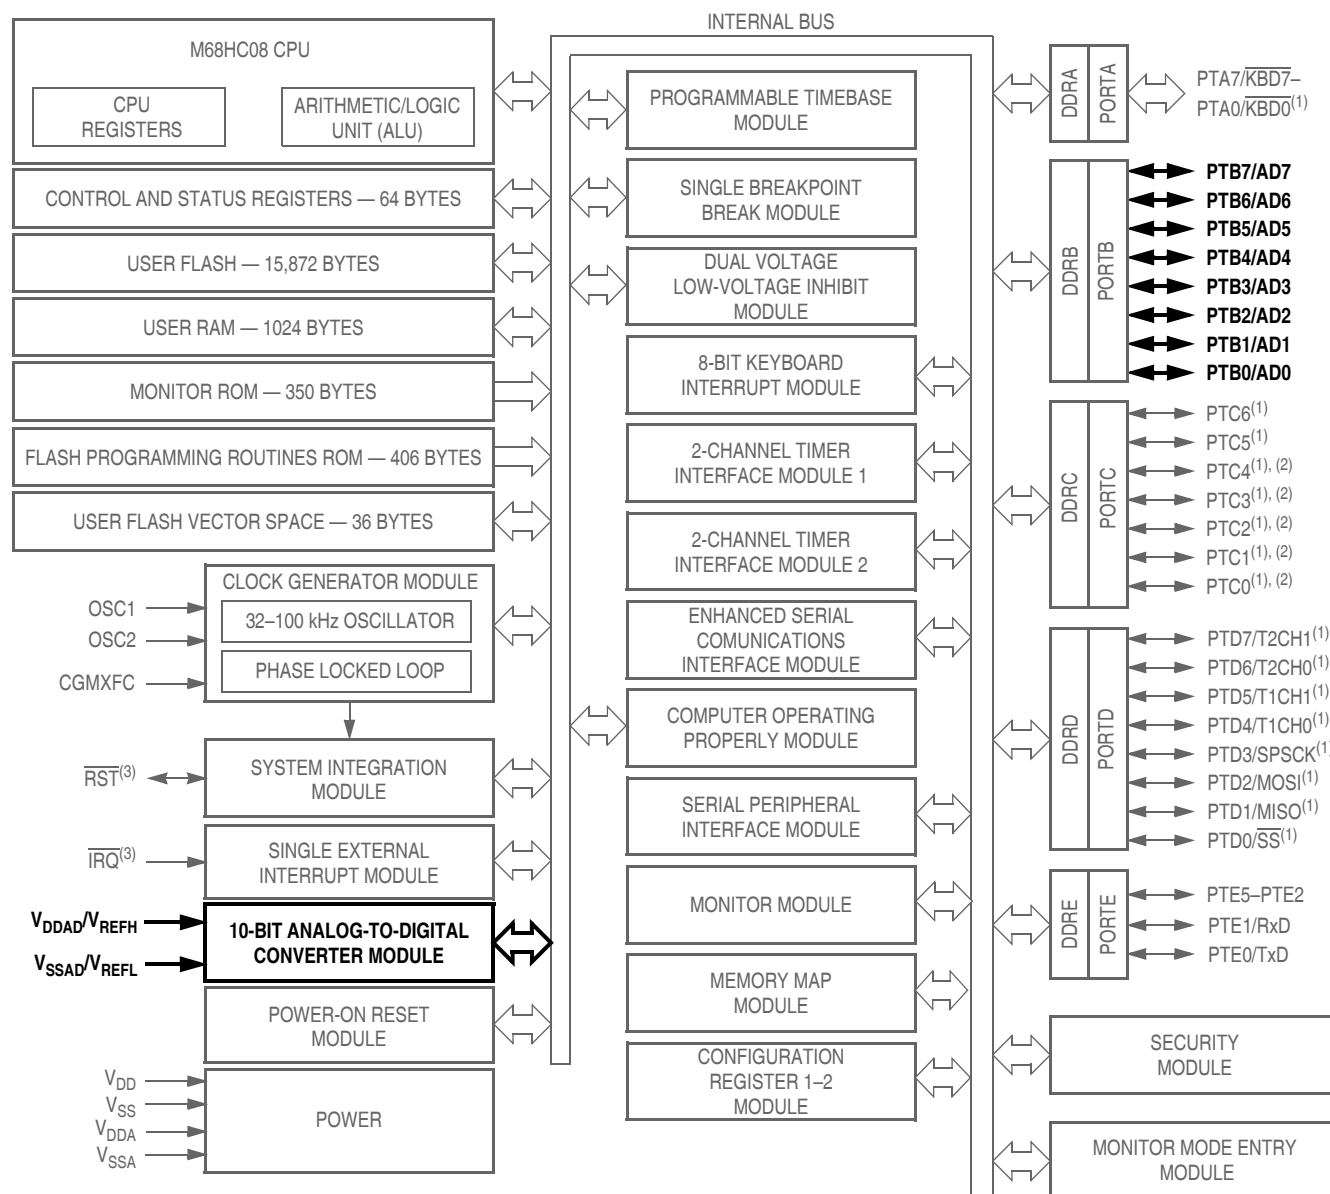 INTERNAL BUS
M68HC08 CPU
CPU
REGISTERS
ARITHMETIC/LOGIC
UNIT (ALU)
CONTROL AND STATUS REGISTERS — 64 BYTES
USER FLASH — 15,872 BYTES
USER RAM — 1024 BYTES
MONITOR ROM — 350 BYTES
FLASH PROGRAMMING ROUTINES ROM — 406 BYTES
USER FLASH VECTOR SPACE — 36 BYTES
CLOCK GENERATOR MODULE
32–100 kHz OSCILLATOR
PHASE LOCKED LOOP
OSC1
OSC2
CGMXFC
SYSTEM INTEGRATION
MODULE
RST(3)
SINGLE EXTERNAL
INTERRUPT MODULE
IRQ(3)
10-BIT ANALOG-TO-DIGITAL
CONVERTER MODULE
VDDAD/VREFH
VSSAD/VREFL
POWER-ON RESET
MODULE
POWER
VDD
VSS
VDDA
VSSA
PROGRAMMABLE TIMEBASE
MODULE
SINGLE BREAKPOINT
BREAK MODULE
DUAL VOLTAGE
LOW-VOLTAGE INHIBIT
MODULE
8-BIT KEYBOARD
INTERRUPT MODULE
2-CHANNEL TIMER
INTERFACE MODULE 1
2-CHANNEL TIMER
INTERFACE MODULE 2
ENHANCED SERIAL
COMUNICATIONS
INTERFACE MODULE
COMPUTER OPERATING
PROPERLY MODULE
SERIAL PERIPHERAL
INTERFACE MODULE
MONITOR MODULE
MEMORY MAP
MODULE
CONFIGURATION
REGISTER 1–2
MODULE
DDRA
PORTA
PTA7/KBD7–
PTA0/KBD0(1)
DDRB
PORTB
PTB7/AD7
PTB6/AD6
PTB5/AD5
PTB4/AD4
PTB3/AD3
PTB2/AD2
PTB1/AD1
PTB0/AD0
DDRC
PORTC
PTC6(1)
PTC5(1)
PTC4(1), (2)
PTC3(1), (2)
PTC2(1), (2)
PTC1(1), (2)
PTC0(1), (2)
DDRD
PORTD
PTD7/T2CH1(1)
PTD6/T2CH0(1)
PTD5/T1CH1(1)
PTD4/T1CH0(1)
PTD3/SPSCK(1)
PTD2/MOSI(1)
PTD1/MISO(1)
PTD0/SS(1)
DDRE
PORTE
PTE5–PTE2
PTE1/RxD
PTE0/TxD
SECURITY
MODULE
MONITOR MODE ENTRY
MODULE